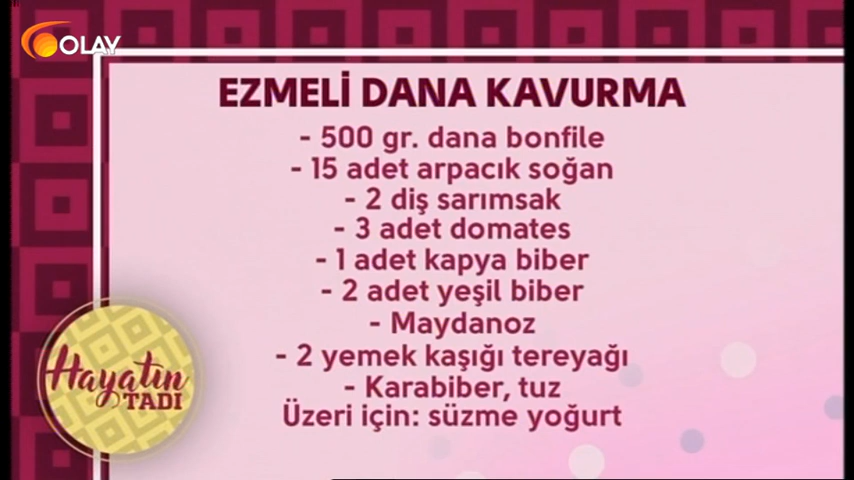 OLAY
EZMELİ DANA KAVURMA
- 500 gr. dana bonfile
- 15 adet arpacık soğan
- 2 diş sarımsak
- 3 adet domates
- 1 adet kapya biber
- 2 adet yeşil biber
- Maydanoz
- 2 yemek kaşığı tereyağı
- Karabiber, tuz
Üzeri için: süzme yoğurt
Hayatın
TADI